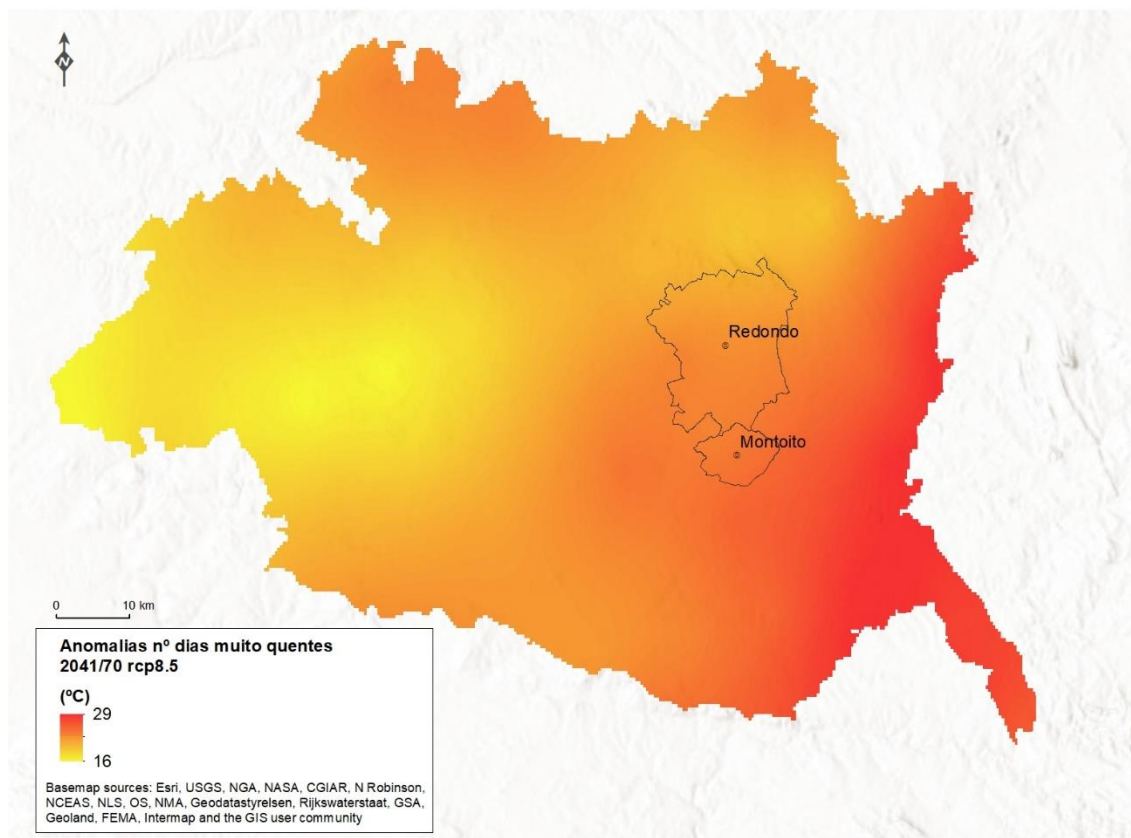 N
Redondo
Montoito
0 10 km
Anomalias nº dias muito quentes
2041/70 rcp8.5
(ºC)
29
16
Basemap sources: Esri, USGS, NGA, NASA, CGIAR, N Robinson,
NCEAS, NLS, OS, NMA, Geodatastyrelsen, Rijkswaterstaat, GSA,
Geoland, FEMA, Intermap and the GIS user community